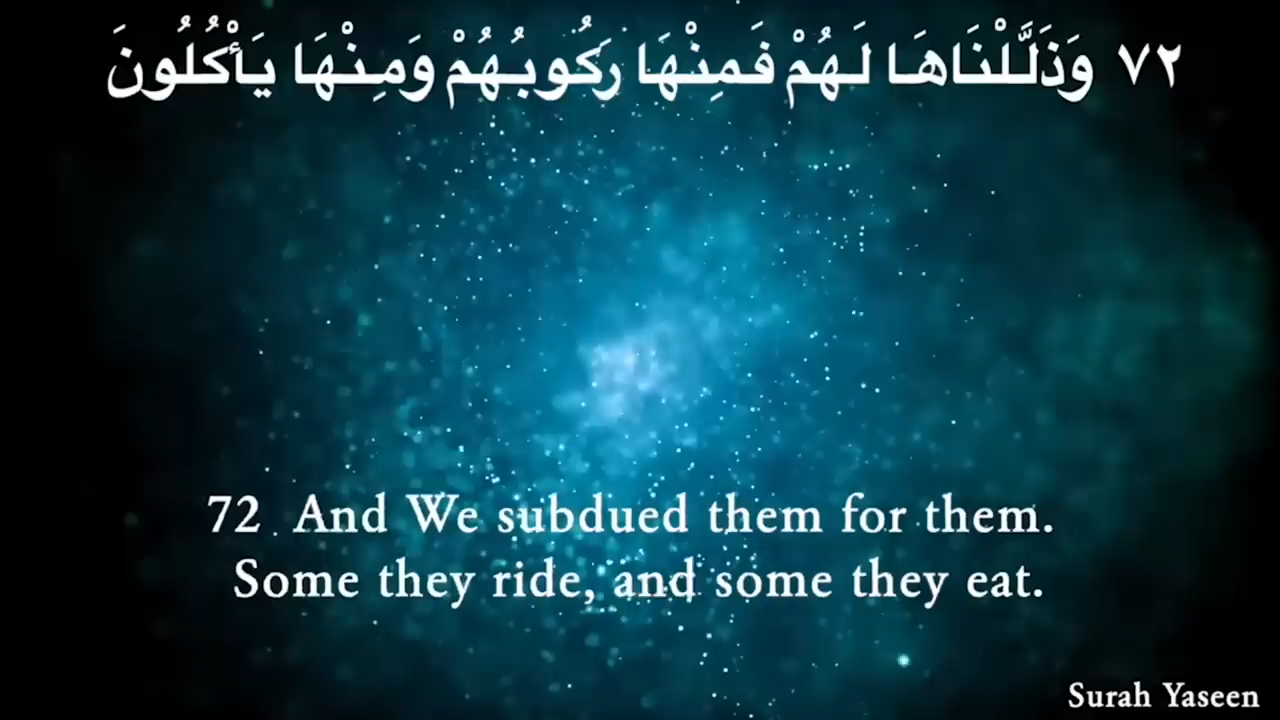 ٧٢ وَذَلَّلْنَاهَا لَهُمْ فَمِنْهَا رَكُوبُهُمْ وَمِنْهَا يَأْكُلُونَ
72. And We subdued them for them.
Some they ride, and some they eat.
Surah Yaseen